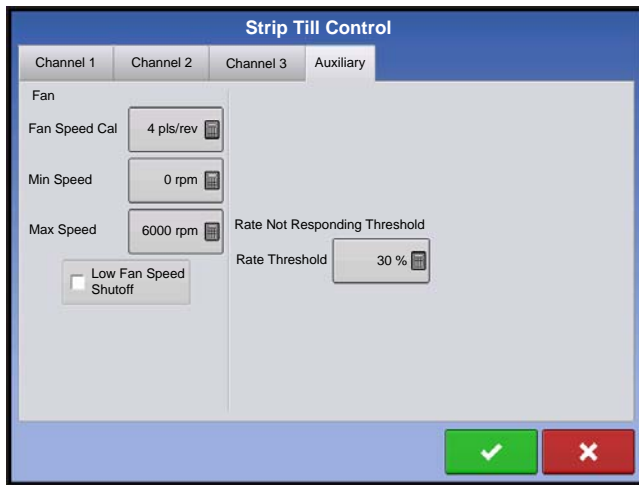 Strip Till Control
Channel 1 Channel 2 Channel 3 Auxiliary
Fan
Fan Speed Cal 4 pls/rev
Min Speed 0 rpm
Max Speed 6000 rpm
Low Fan Speed
Shutoff
Rate Not Responding Threshold
Rate Threshold 30 %